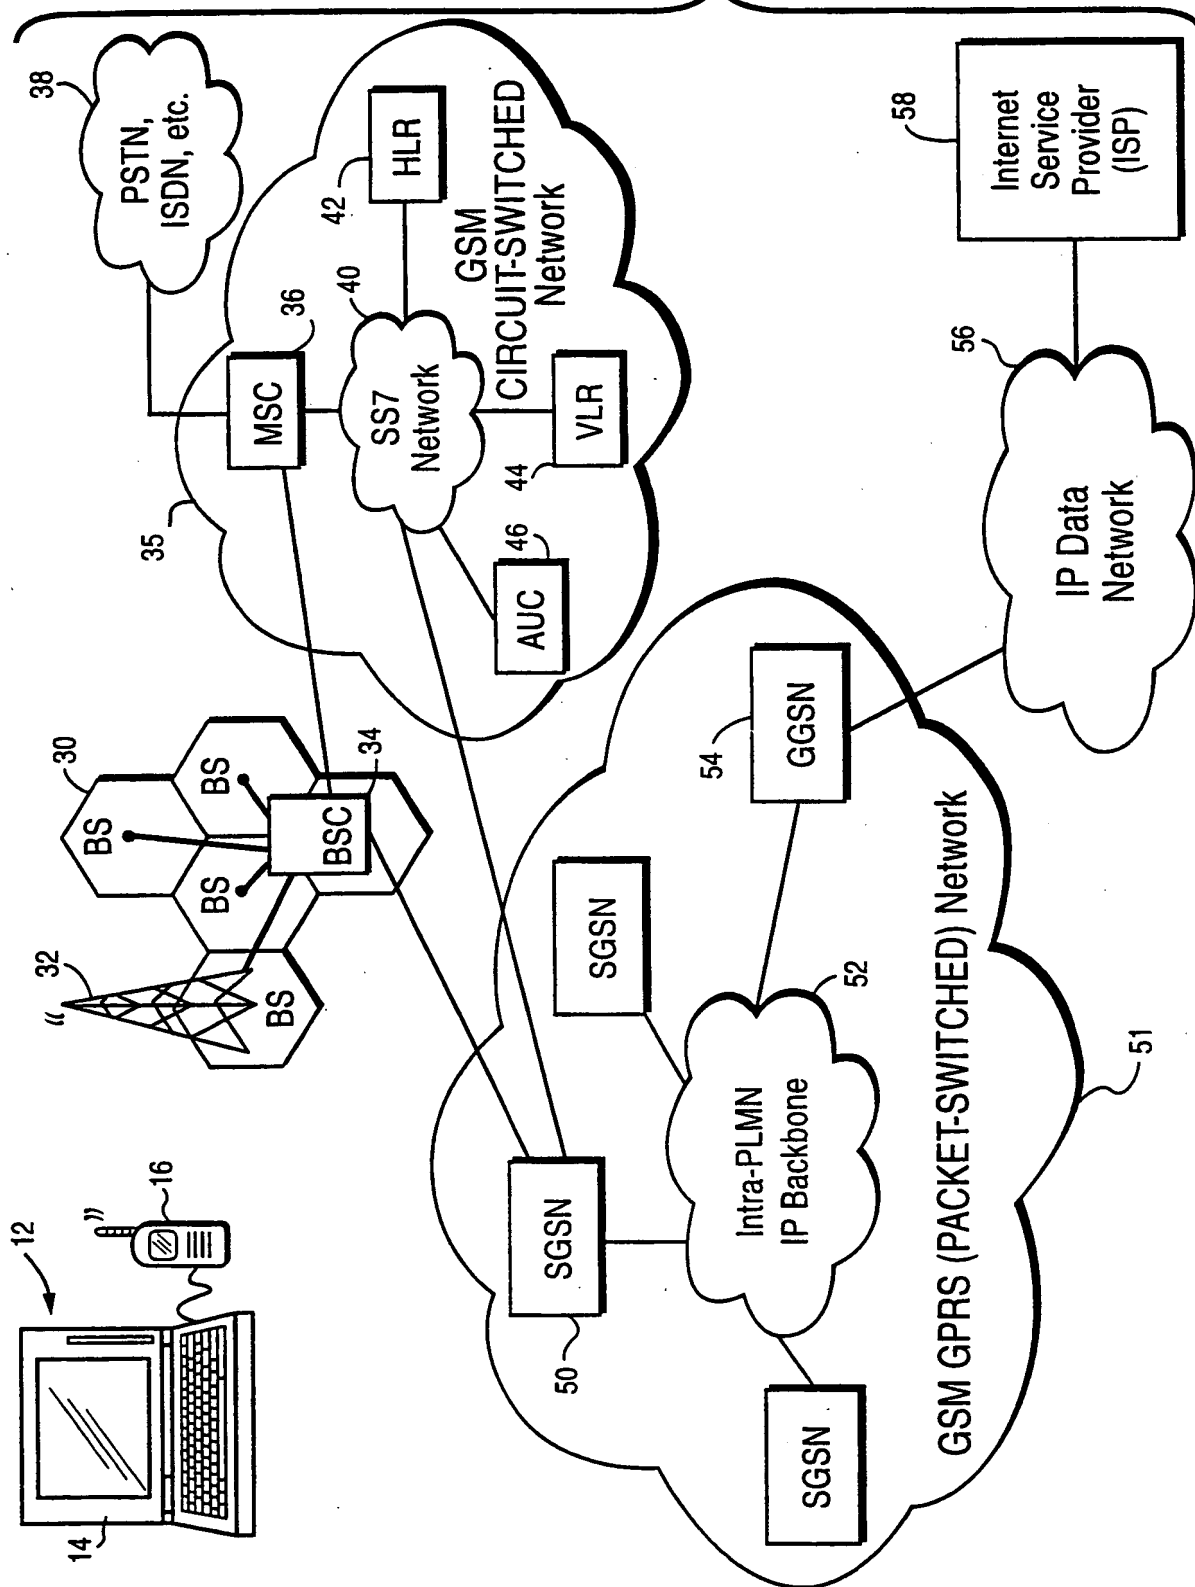 12
14
16
32
BS
BS
BS
BS
30
BSC
34
35
MSC
36
38
PSTN,
ISDN, etc.
SS7
Network
40
42
HLR
GSM
CIRCUIT-SWITCHED
Network
44
VLR
46
AUC
50
SGSN
SGSN
SGSN
Intra-PLMN
IP Backbone
52
54
GGSN
GSM GPRS (PACKET-SWITCHED) Network
51
56
IP Data
Network
58
Internet
Service
Provider
(ISP)